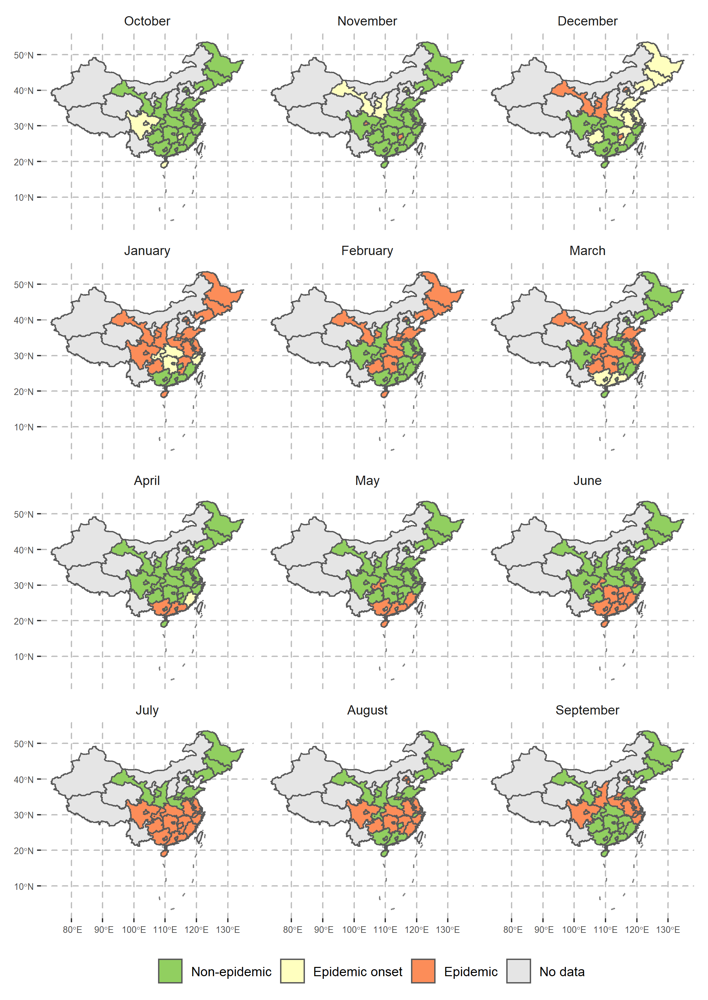 October November December
50°N
40°N
30°N
20°N
10°N
January February March
50°N
40°N
30°N
20°N
10°N
April May June
50°N
40°N
30°N
20°N
10°N
July August September
50°N
40°N
30°N
20°N
10°N
80°E 90°E 100°E 110°E 120°E 130°E 80°E 90°E 100°E 110°E 120°E 130°E 80°E 90°E 100°E 110°E 120°E 130°E
Non-epidemic Epidemic onset Epidemic No data